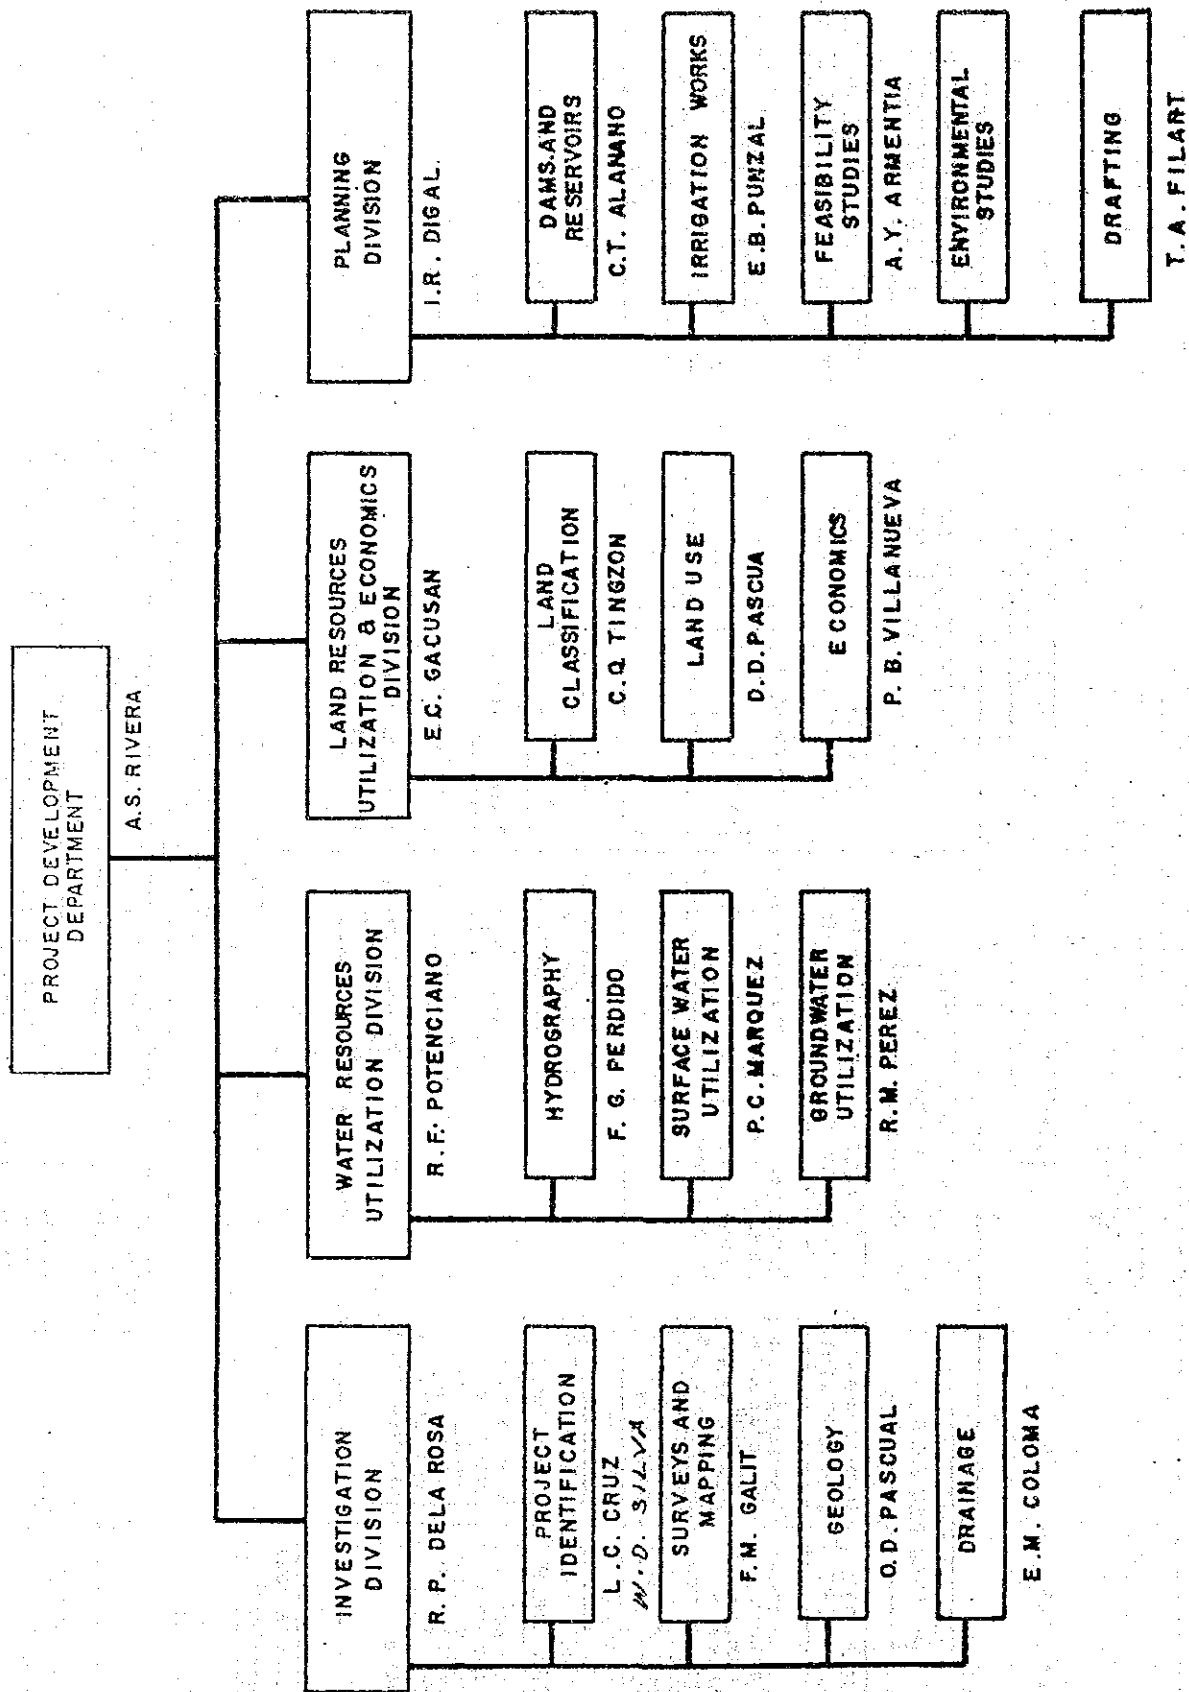 PROJECT DEVELOPMENT
DEPARTMENT
A.S. RIVERA
INVESTIGATION
DIVISION
R. P. DELA ROSA
PROJECT
IDENTIFICATION
L. C. CRUZ
W. D. SILVA
SURVEYS AND
MAPPING
F.M. GALIT
GEOLOGY
O.D. PASCUAL
DRAINAGE
E.M. COLOMA
WATER RESOURCES
UTILIZATION DIVISION
R.F. POTENCIANO
HYDROGRAPHY
F. G. PERDIDO
SURFACE WATER
UTILIZATION
P.C. MARQUEZ
GROUNDWATER
UTILIZATION
R.M. PEREZ
LAND RESOURCES
UTILIZATION & ECONOMICS
DIVISION
E.C. GACUSAN
LAND
CLASSIFICATION
C.Q. TINGZON
LAND USE
D.D. PASCUA
ECONOMICS
P. B. VILLANUEVA
PLANNING
DIVISION
I.R. DIGAL.
DAMS AND
RESERVOIRS
C.T. ALANANO
IRRIGATION WORKS
E.B. PUNZAL
FEASIBILITY
STUDIES
A.Y. ARMENTIA
ENVIRONMENTAL
STUDIES
DRAFTING
T.A. FILART